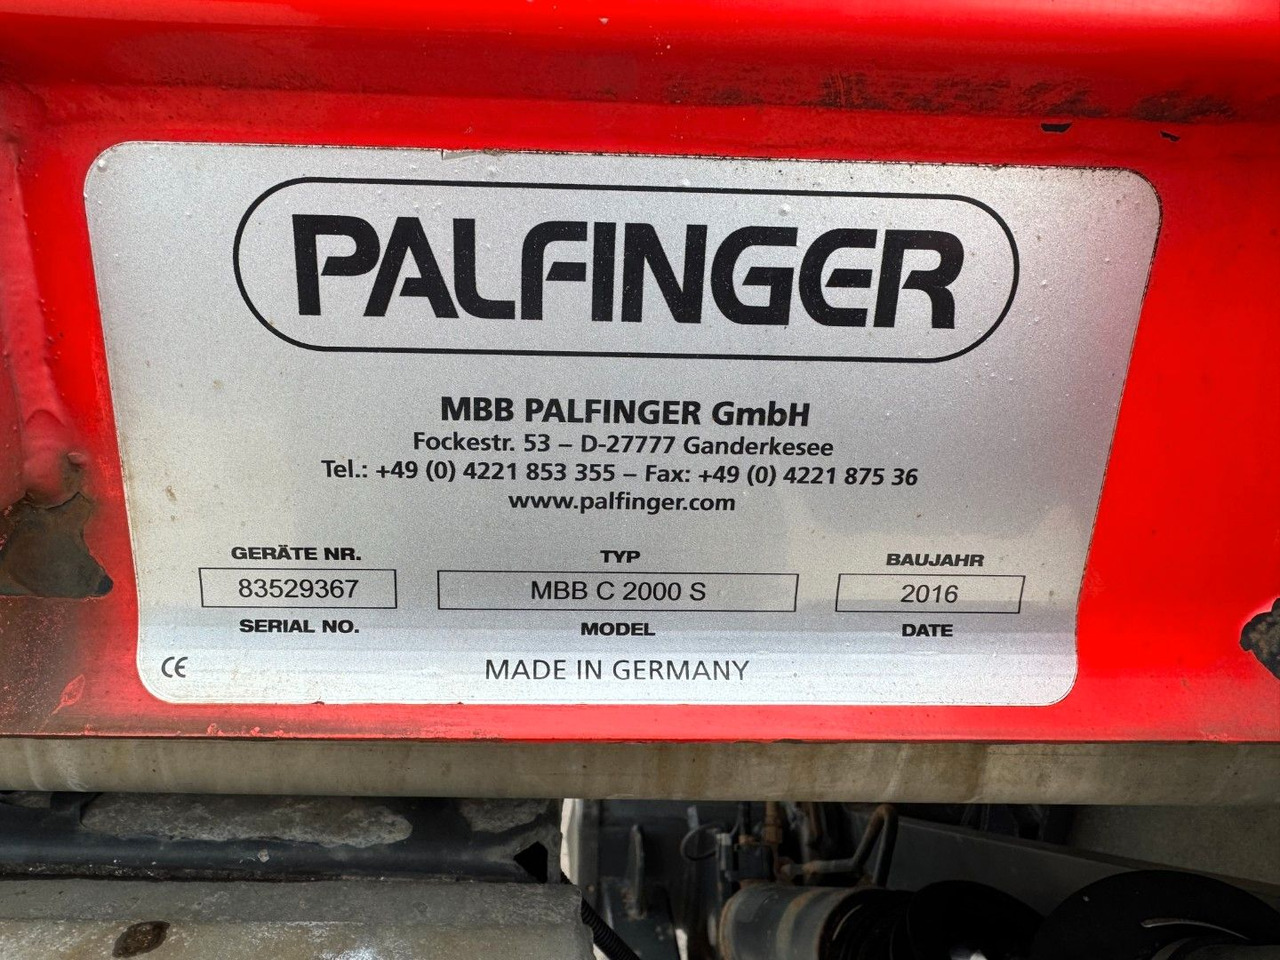 PALFINGER
MBB PALFINGER GmbH
Fockestr. 53 – D-27777 Ganderkesee
Tel.: +49 (0) 4221 853 355 – Fax: +49 (0) 4221 875 36
www.palfinger.com
GERÄTE NR. TYP BAUJAHR
83529367 MBB C 2000 S 2016
SERIAL NO. MODEL DATE
CE MADE IN GERMANY